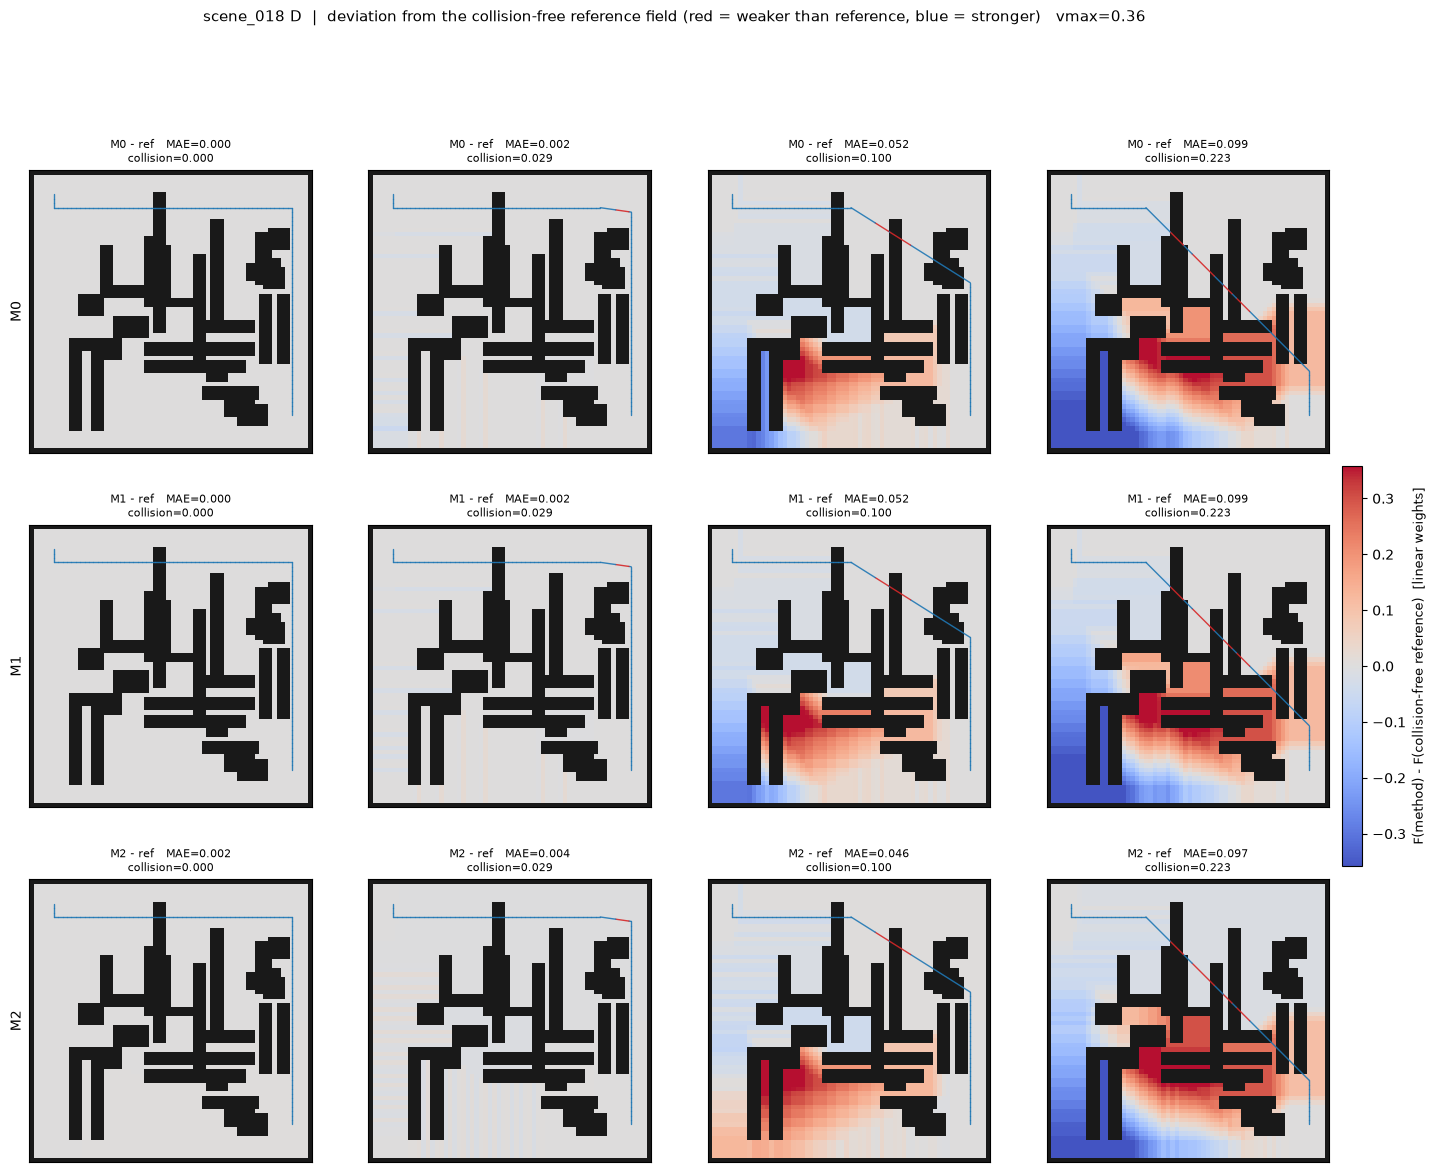 scene_018 D | deviation from the collision-free reference field (red = weaker than reference, blue = stronger) vmax=0.36
M0 - ref MAE=0.000
collision=0.000
M0 - ref MAE=0.002
collision=0.029
M0 - ref MAE=0.052
collision=0.100
M0 - ref MAE=0.099
collision=0.223
M0
M1 - ref MAE=0.000
collision=0.000
M1 - ref MAE=0.002
collision=0.029
M1 - ref MAE=0.052
collision=0.100
M1 - ref MAE=0.099
collision=0.223
M1
M2 - ref MAE=0.002
collision=0.000
M2 - ref MAE=0.004
collision=0.029
M2 - ref MAE=0.046
collision=0.100
M2 - ref MAE=0.097
collision=0.223
M2
0.3
0.2
0.1
0.0
−0.1
−0.2
−0.3
F(method) - F(collision-free reference) [linear weights]